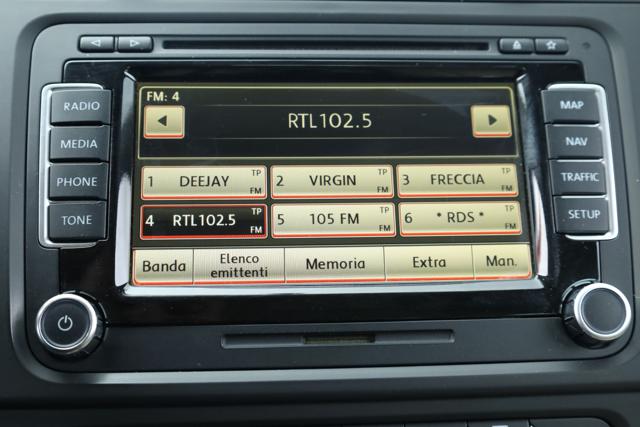 FM: 4
RTL102.5
RADIO
MEDIA
PHONE
TONE
1 DEEJAY TP FM
2 VIRGIN TP FM
3 FRECCIA TP FM
4 RTL102.5 TP FM
5 105 FM TP FM
6 * RDS * TP FM
Banda
Elenco
emittenti
Memoria
Extra
Man.
MAP
NAV
TRAFFIC
SETUP